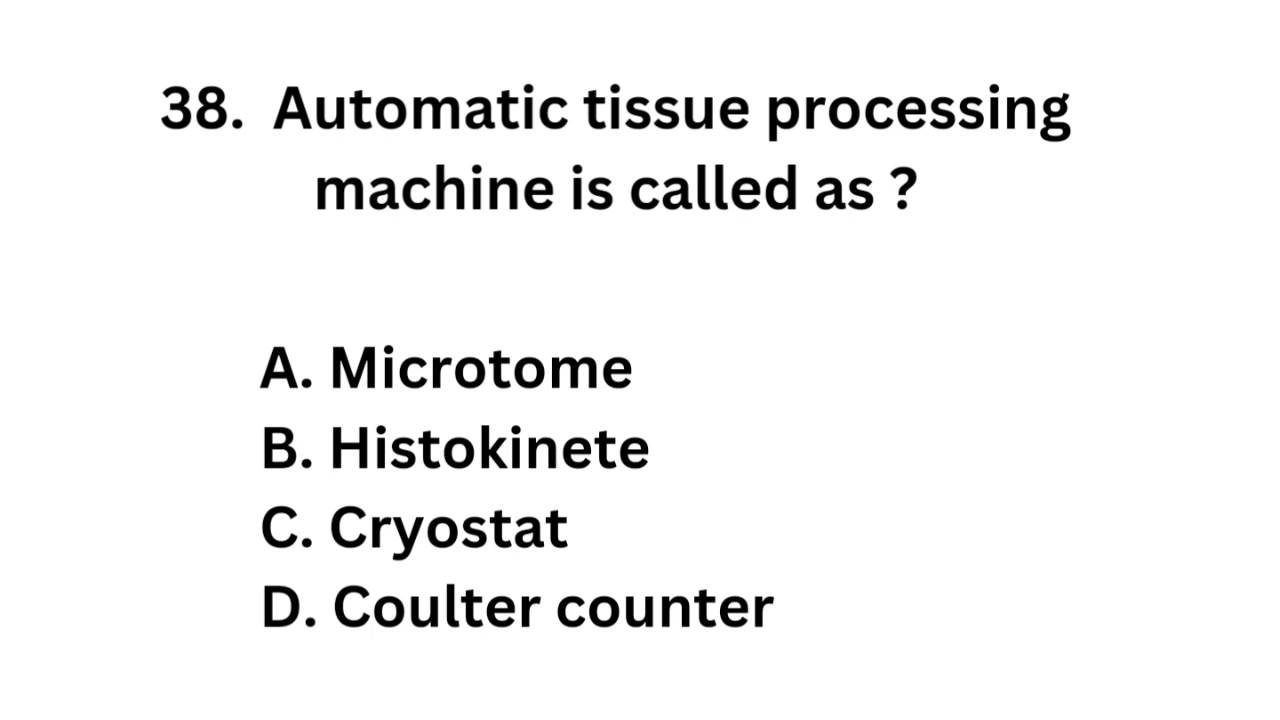 38. Automatic tissue processing
machine is called as ?
A. Microtome
B. Histokinete
C. Cryostat
D. Coulter counter